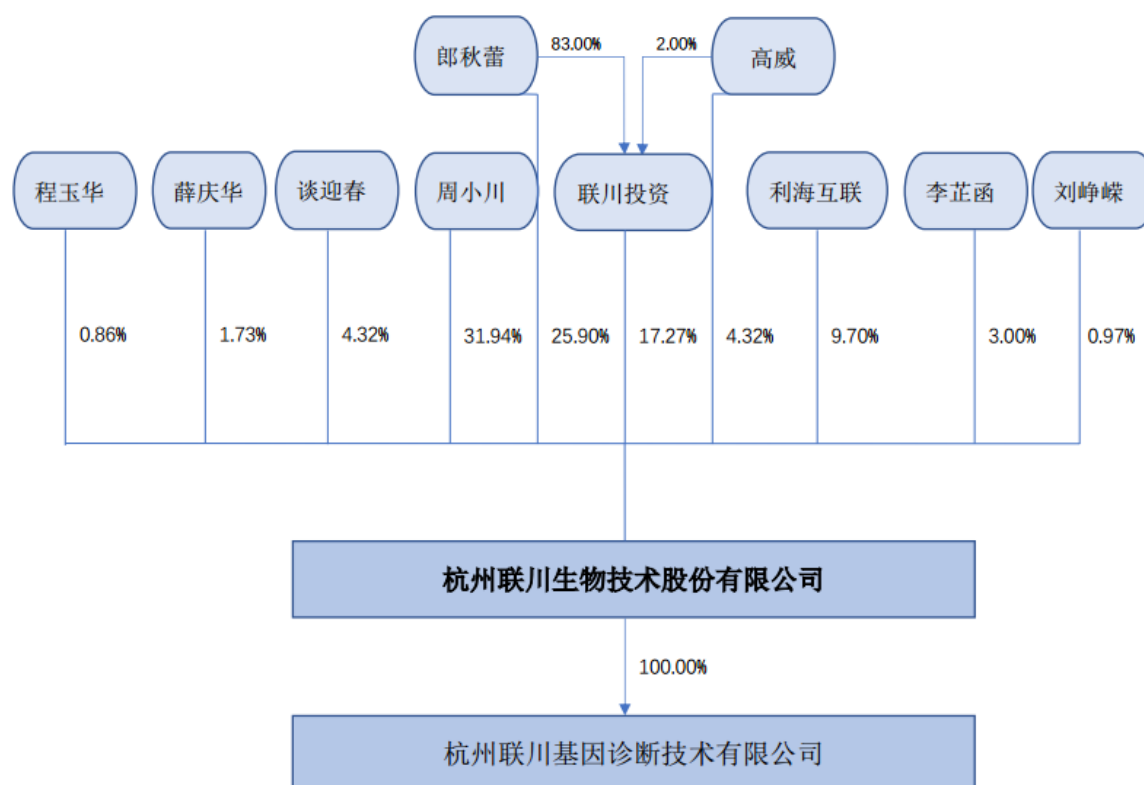 郎秋蕾 83.00% 2.00% 高威
程玉华 薛庆华 谈迎春 周小川 联川投资 利海互联 李芷函 刘峥嵘
0.86% 1.73% 4.32% 31.94% 25.90% 17.27% 4.32% 9.70% 3.00% 0.97%
杭州联川生物技术股份有限公司
100.00%
杭州联川基因诊断技术有限公司